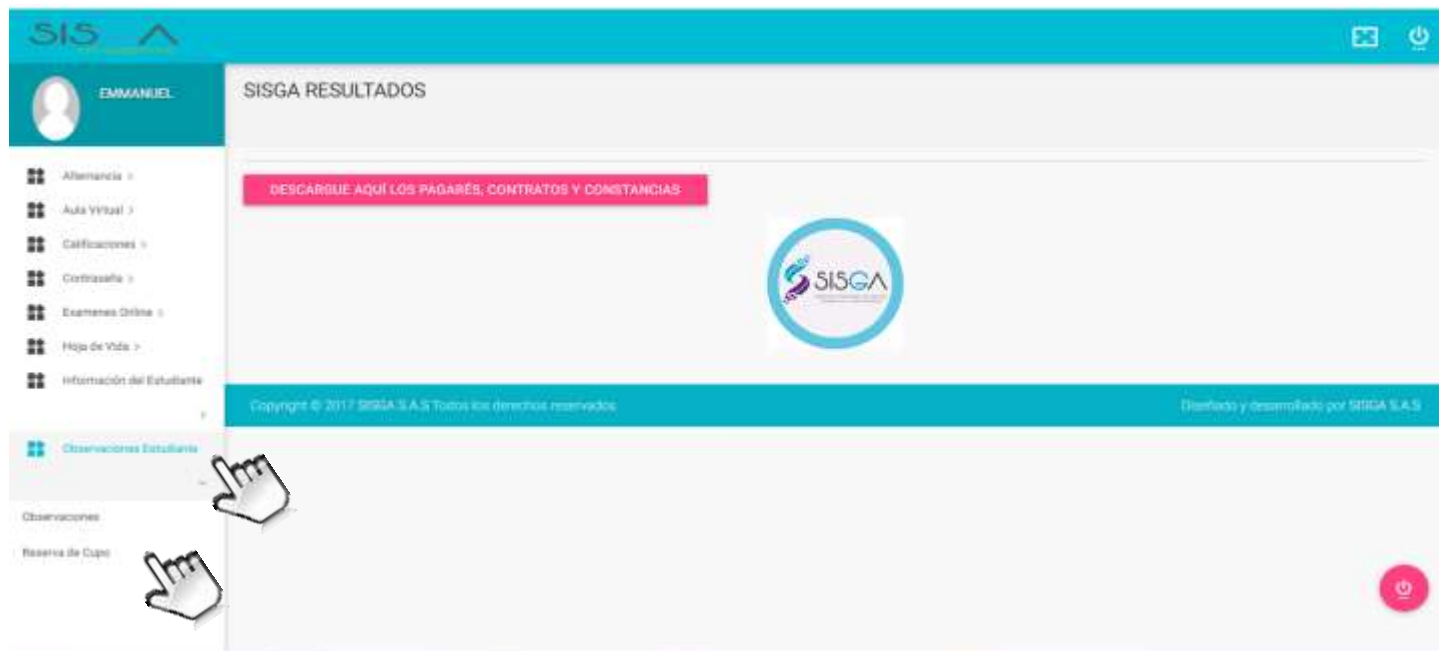 SIS A
EMMANUEL
SISGA RESULTADOS
Alternancia >
Aula Virtual >
Calificaciones >
Contraseña >
Examenes Online >
Hoja de Vida >
Información del Estudiante
>
Observaciones Estudiante
Observaciones
Reserva de Cupo
DESCARGUE AQUÍ LOS PAGARÉS, CONTRATOS Y CONSTANCIAS
SISGA
Copyright © 2017 SISGA S.A.S Todos los derechos reservados
Diseñado y desarrollado por SISGA S.A.S